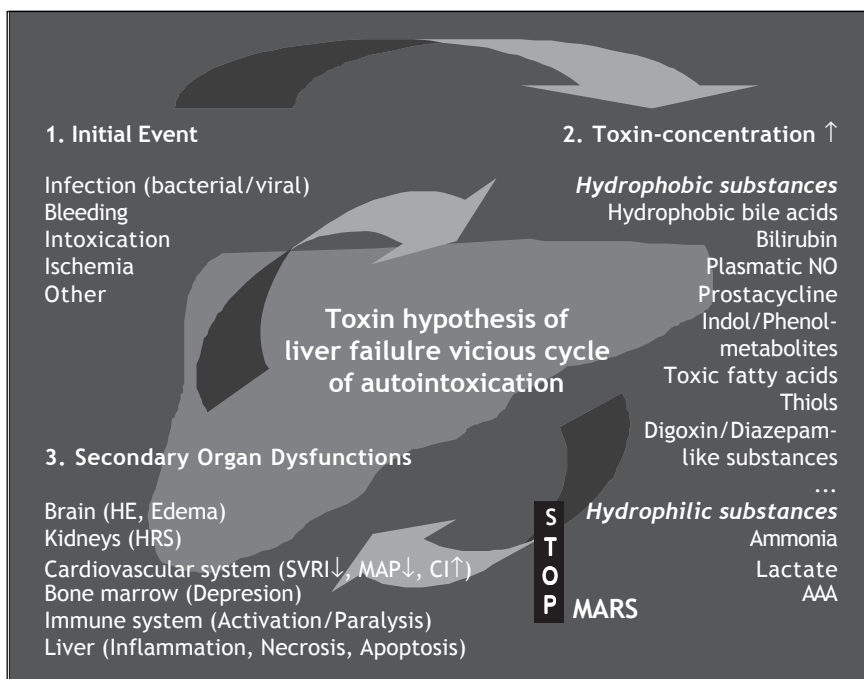 1. Initial Event
Infection (bacterial/viral)
Bleeding
Intoxication
Ischemia
Other
2. Toxin-concentration ↑
Hydrophobic substances
Hydrophobic bile acids
Bilirubin
Plasmatic NO
Prostacycline
Indol/Phenol-
metabolites
Toxic fatty acids
Thiols
Digoxin/Diazepam-
like substances
...
Hydrophilic substances
Ammonia
Lactate
AAA
Toxin hypothesis of
liver failulre vicious cycle
of autointoxication
3. Secondary Organ Dysfunctions
Brain (HE, Edema)
Kidneys (HRS)
Cardiovascular system (SVRI↓, MAP↓, CI↑)
Bone marrow (Depresion)
Immune system (Activation/Paralysis)
Liver (Inflammation, Necrosis, Apoptosis)
STOP
MARS